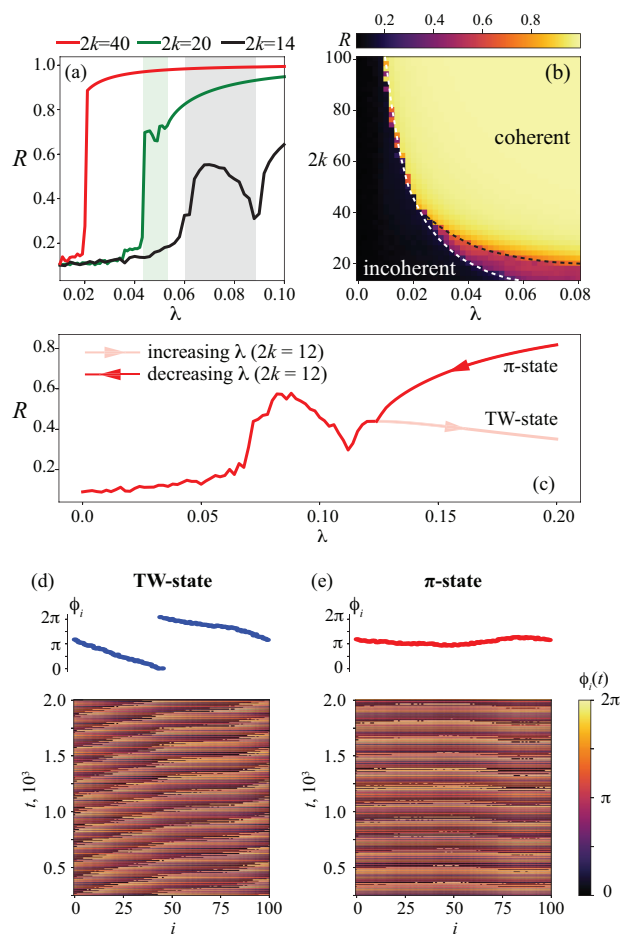 R 0.2 0.4 0.6 0.8
2k=40 2k=20 2k=14
(a)
1.0
0.8
0.6
0.4
0.2
R
0.02 0.04 0.06 0.08 0.10
λ
(b)
100
80
60
40
20
2k
coherent
incoherent
0 0.02 0.04 0.06 0.08
λ
0.8
0.6
0.4
0.2
R
increasing λ (2k = 12)
decreasing λ (2k = 12)
π-state
TW-state
(c)
0.0 0.05 0.10 0.15 0.20
λ
(d) TW-state
ϕi
2π
π
0
2.0
1.5
1.0
0.5
t, 10³
0 25 50 75 100
i
(e) π-state
0 25 50 75 100
i
ϕi(t)
2π
π
0